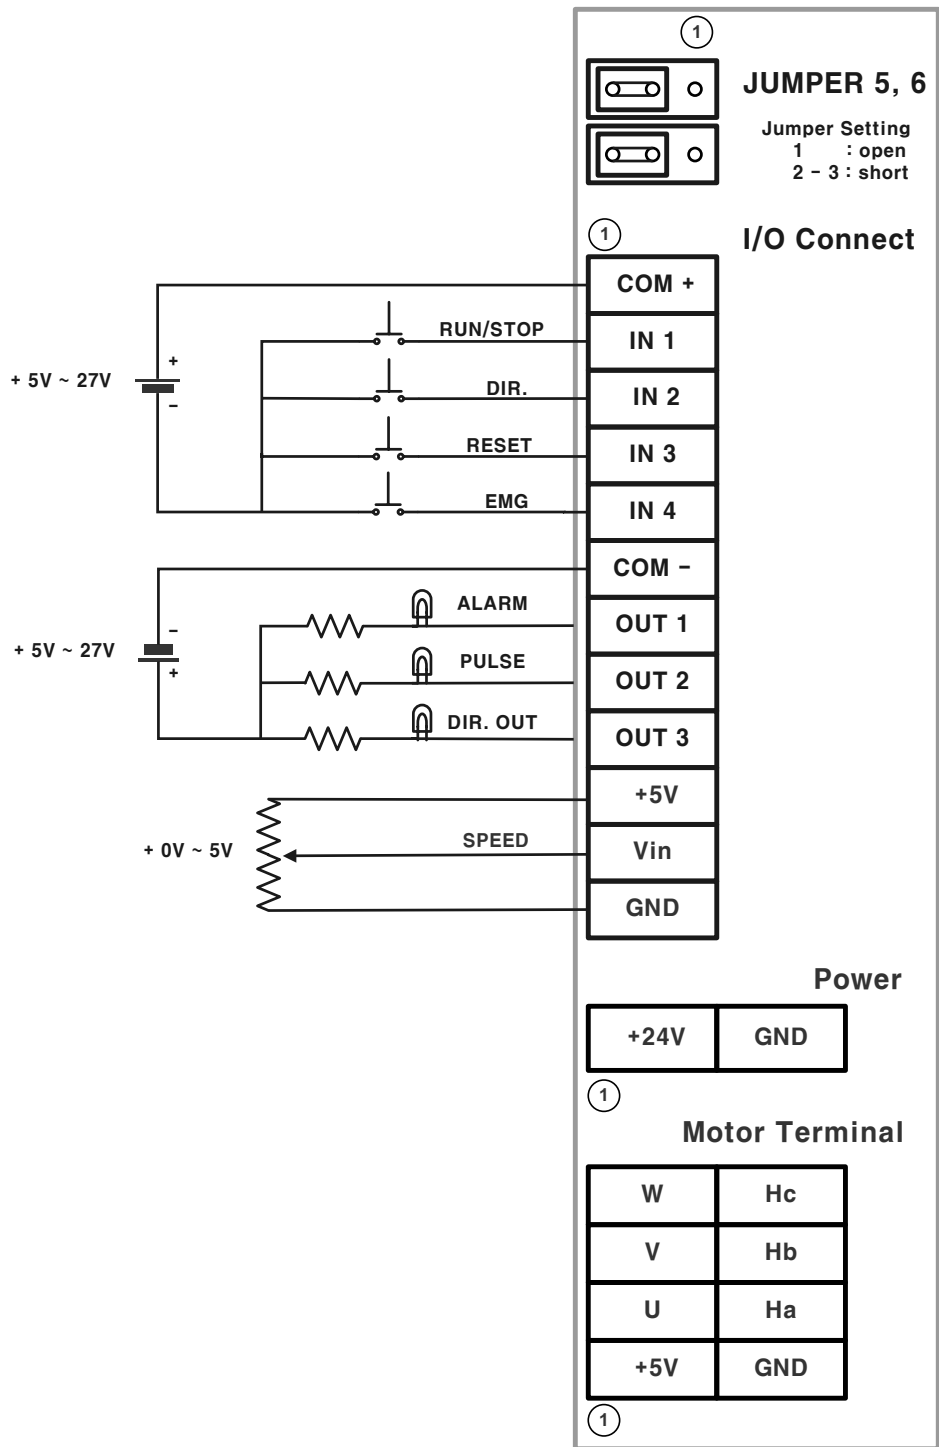 1
JUMPER 5, 6
Jumper Setting
1 : open
2 - 3 : short
1
I/O Connect
COM +
RUN/STOP
IN 1
+ 5V ~ 27V
+
-
DIR.
IN 2
RESET
IN 3
EMG
IN 4
COM -
ALARM
OUT 1
+ 5V ~ 27V
-
+
PULSE
OUT 2
DIR. OUT
OUT 3
+5V
+ 0V ~ 5V
SPEED
Vin
GND
Power
+24V GND
1
Motor Terminal
W Hc
V Hb
U Ha
+5V GND
1